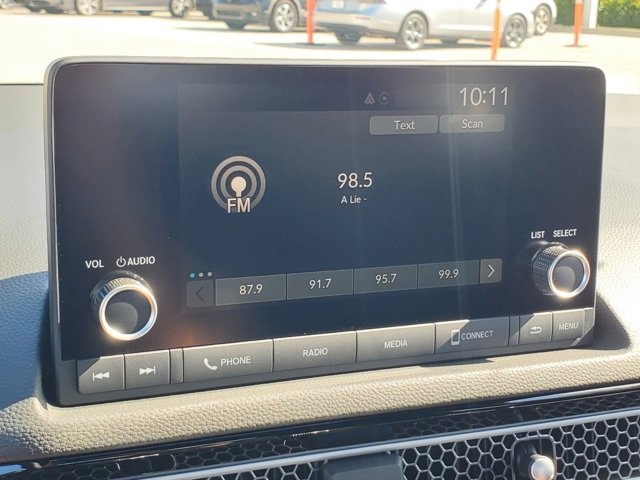 10:11
Text Scan
98.5
A Lie -
FM
VOL AUDIO
LIST SELECT
87.9 91.7 95.7 99.9
PHONE RADIO MEDIA CONNECT MENU